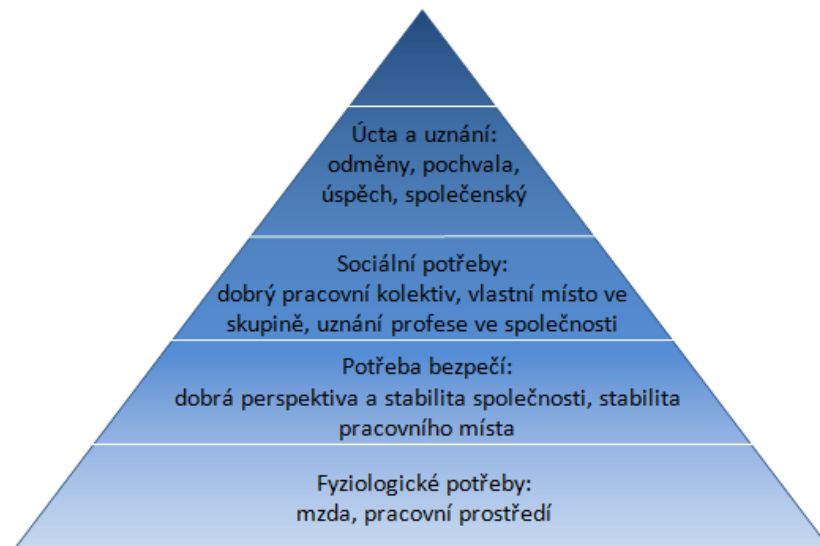 Úcta a uznání:
odměny, pochvala,
úspěch, společenský
Sociální potřeby:
dobrý pracovní kolektiv, vlastní místo ve
skupině, uznání profese ve společnosti
Potřeba bezpečí:
dobrá perspektiva a stabilita společnosti, stabilita
pracovního místa
Fyziologické potřeby:
mzda, pracovní prostředí